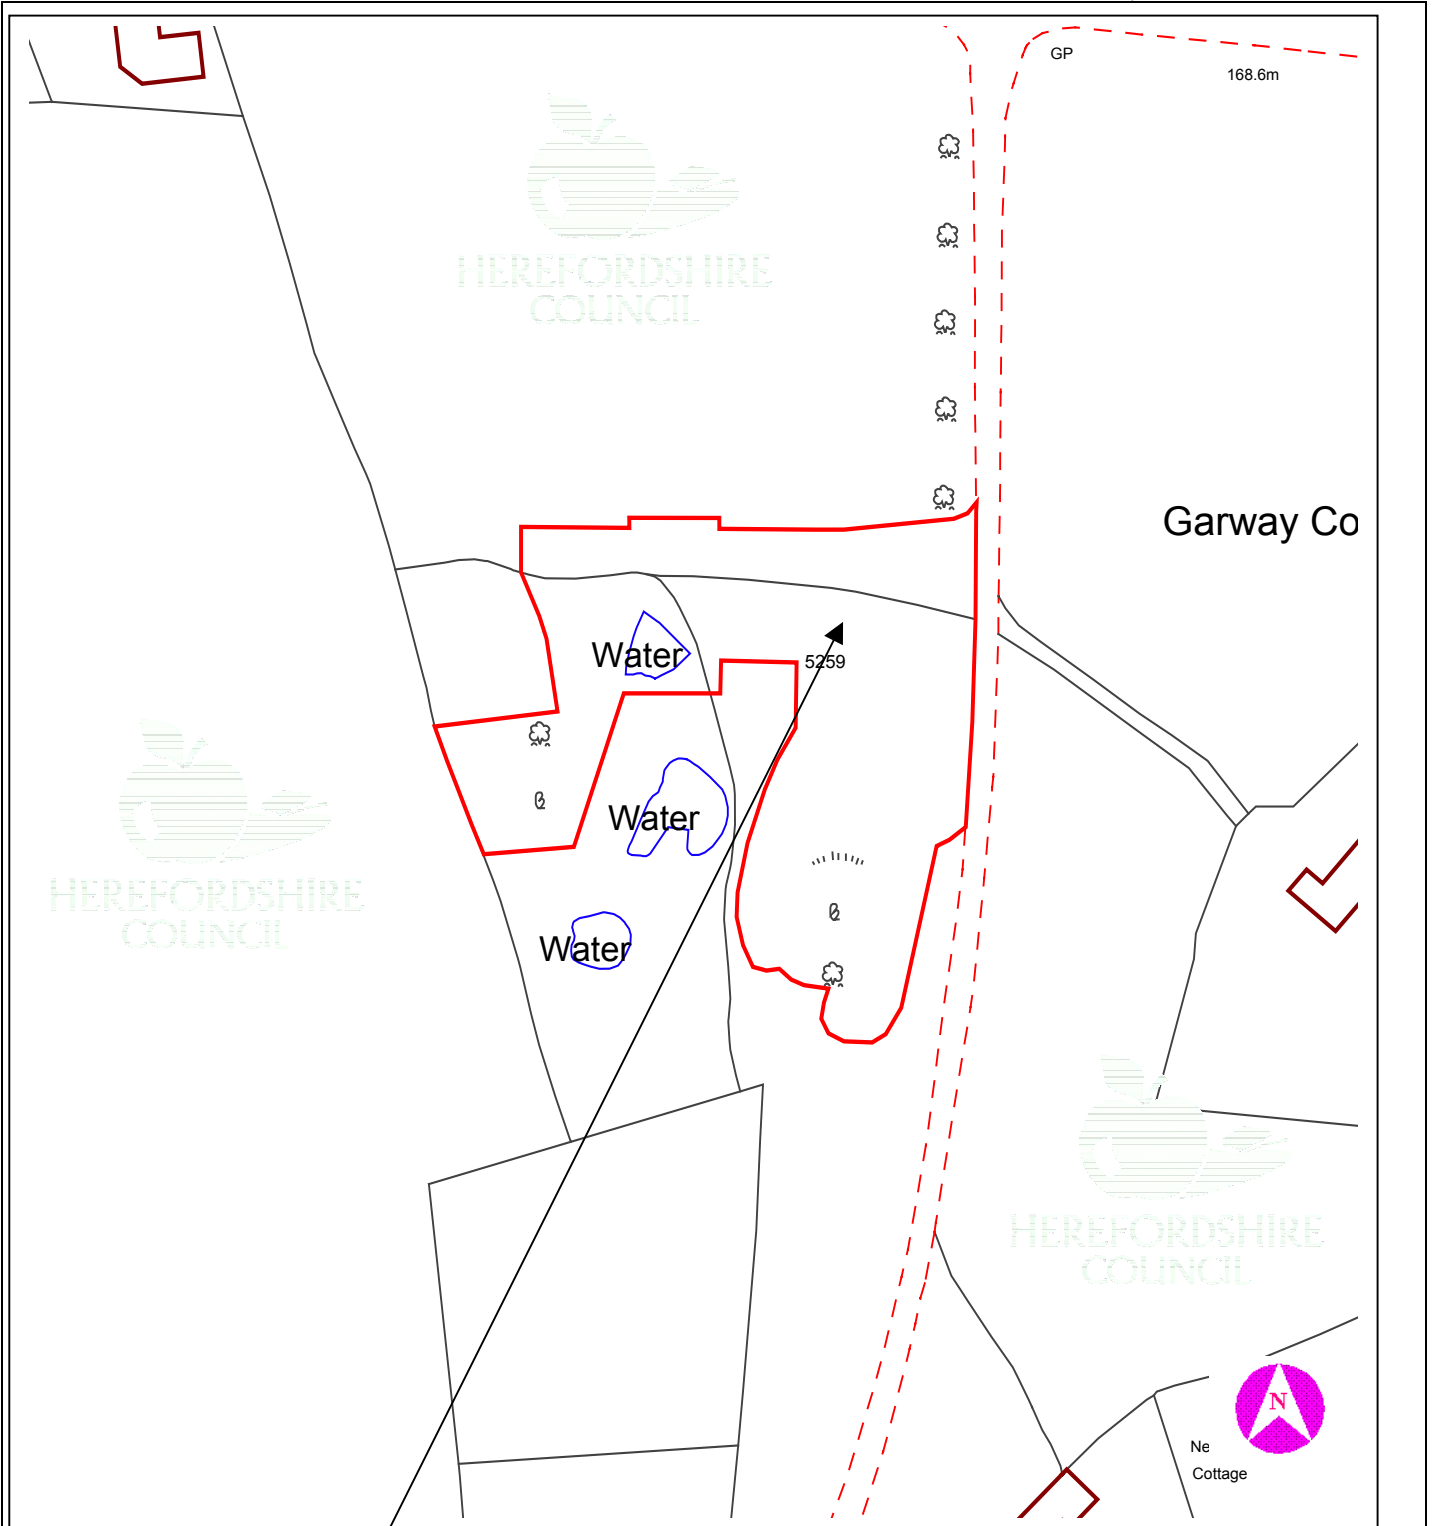 GP
168.6m
HEREFORDSHIRE
COUNCIL
Garway Co
Water
5259
Water
HEREFORDSHIRE
COUNCIL
Water
HEREFORDSHIRE
COUNCIL
N
Ne
Cottage